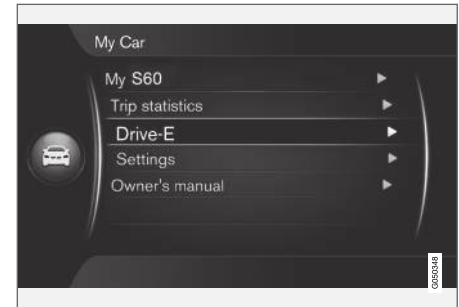 My Car
My S60
Trip statistics
Drive-E
Settings
Owner's manual
G050348